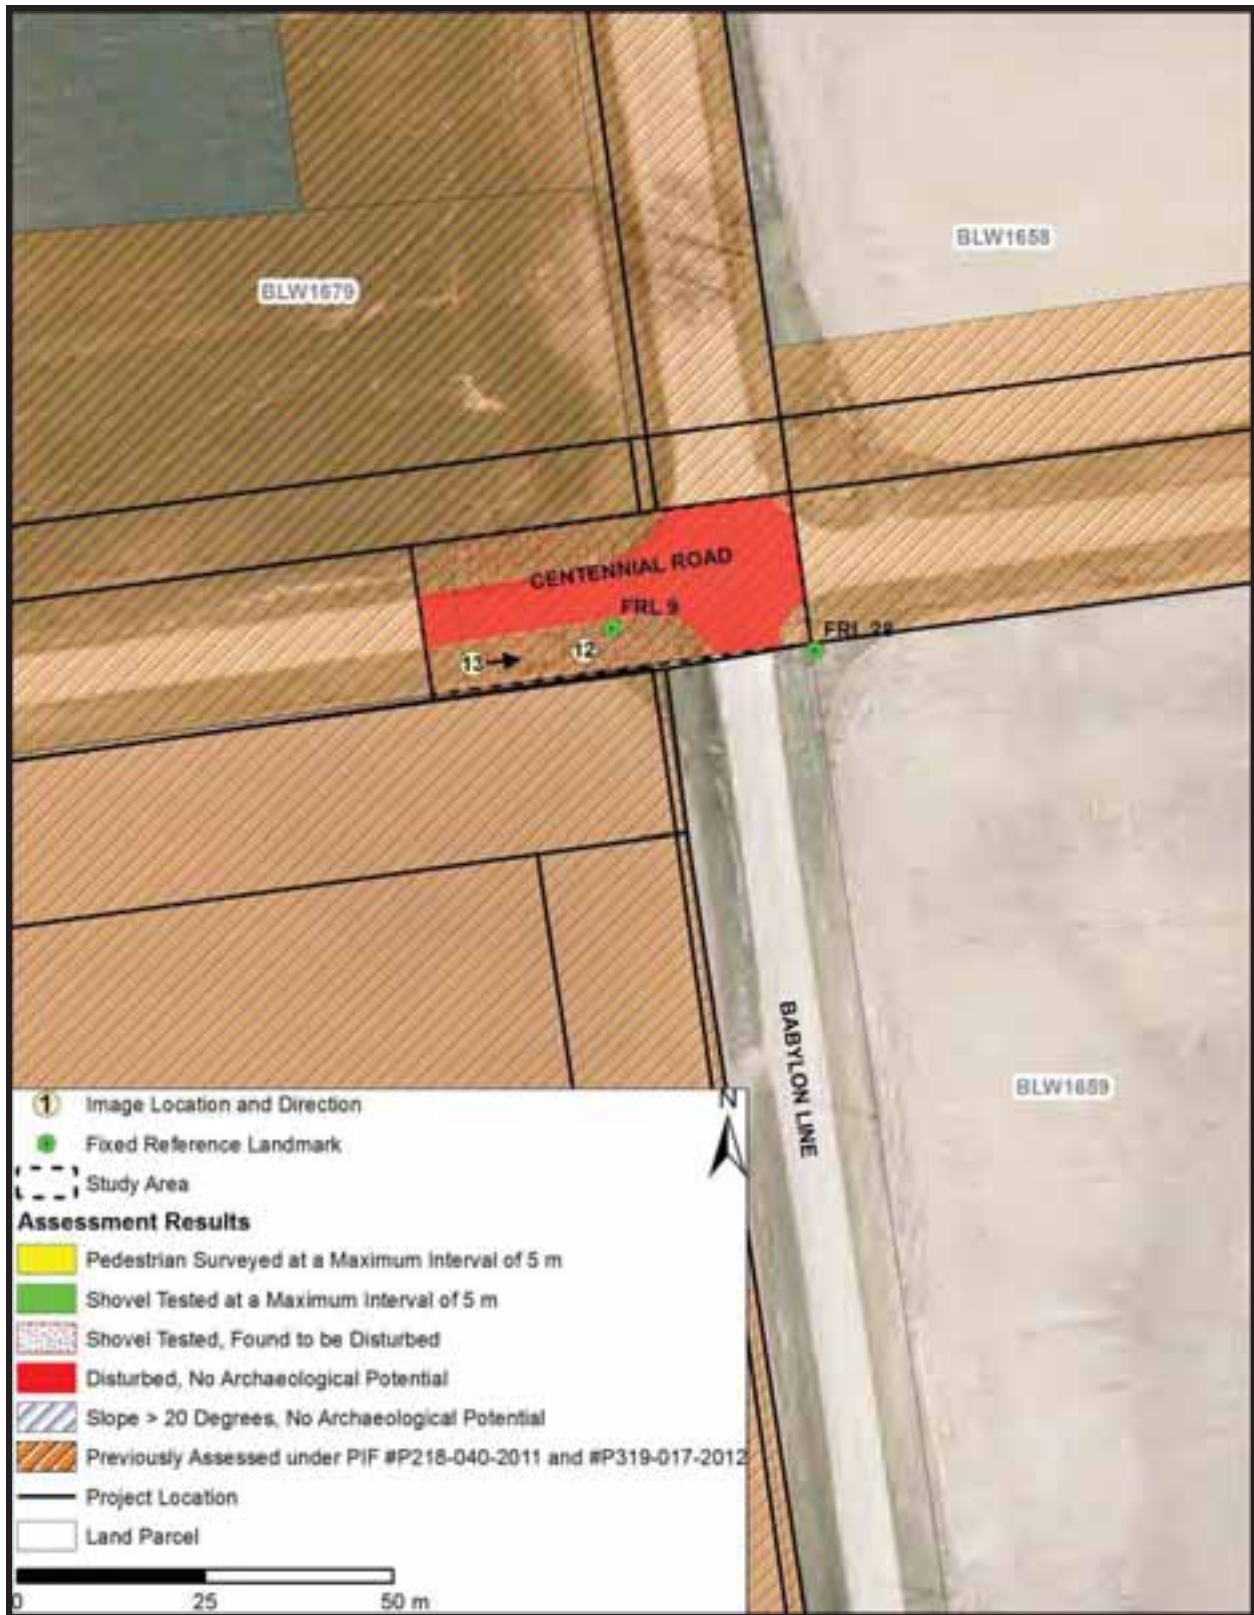 BLW1658
BLW1679
CENTENNIAL ROAD
FRL 9
FRL 28
13
12
BABYLON LINE
BLW1659
N
1 Image Location and Direction
Fixed Reference Landmark
Study Area
Assessment Results
Pedestrian Surveyed at a Maximum Interval of 5 m
Shovel Tested at a Maximum Interval of 5 m
Shovel Tested, Found to be Disturbed
Disturbed, No Archaeological Potential
Slope > 20 Degrees, No Archaeological Potential
Previously Assessed under PIF #P218-040-2011 and #P319-017-2012
Project Location
Land Parcel
0 25 50 m